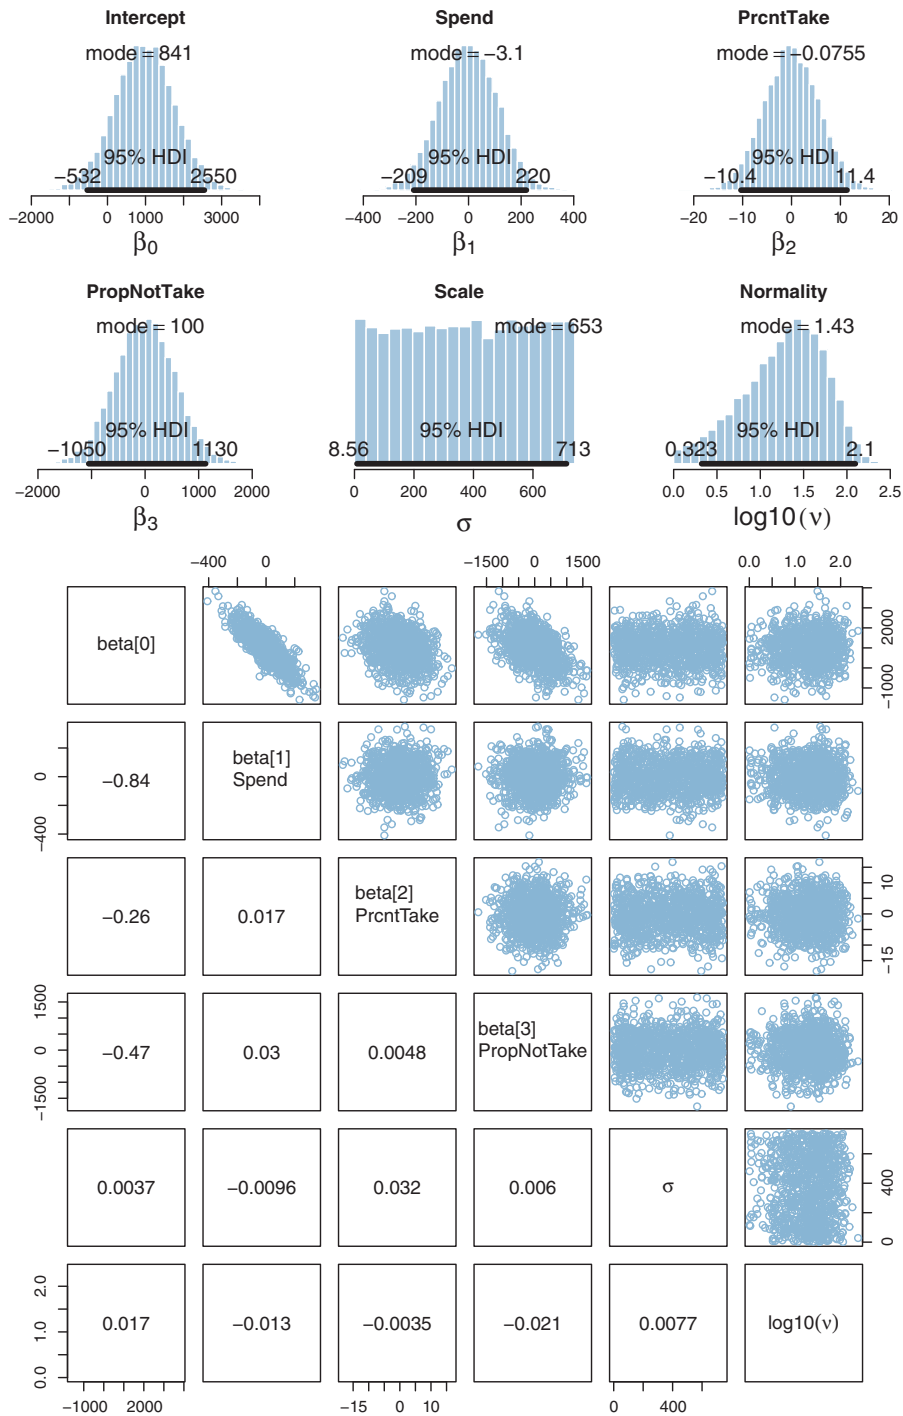 Intercept Spend PrcntTake
mode = 841 mode = −3.1 mode = −0.0755
95% HDI 95% HDI 95% HDI
−532 2550 −209 220 −10.4 11.4
−2000 0 1000 3000 −400 −200 0 200 400 −20 −10 0 10 20
β0 β1 β2
PropNotTake Scale Normality
mode = 100 mode = 653 mode = 1.43
95% HDI 95% HDI 95% HDI
−1050 1130 8.56 713 0.323 2.1
−2000 0 1000 2000 0 200 400 600 0.0 0.5 1.0 1.5 2.0 2.5
β3 σ log10(ν)
−400 0 −1500 0 1500 0.0 1.0 2.0
beta[0] −1000 2000
−400 0 −0.84 beta[1]
Spend
−0.26 0.017 beta[2]
PrcntTake −15 0 10
−1500 0 1500 −0.47 0.03 0.0048 beta[3]
PropNotTake
0.0037 −0.0096 0.032 0.006 σ 0 400
0.0 1.0 2.0 0.017 −0.013 −0.0035 −0.021 0.0077 log10(ν)
−1000 2000 −15 0 10 0 400